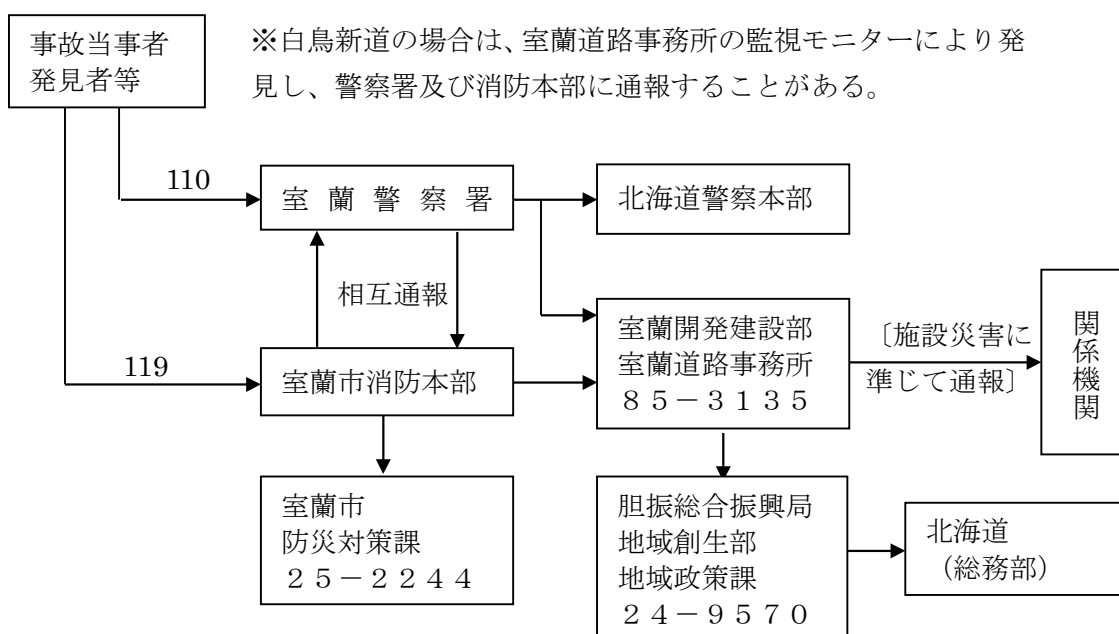 事故当事者
発見者等
※白鳥新道の場合は、室蘭道路事務所の監視モニターにより発
見し、警察署及び消防本部に通報することがある。
110
室 蘭 警 察 署
北海道警察本部
相互通報
室蘭開発建設部
室蘭道路事務所
８５－３１３５
〔施設災害に
準じて通報〕
関係機関
119
室蘭市消防本部
室蘭市
防災対策課
２５－２２４４
胆振総合振興局
地域創生部
地域政策課
２４－９５７０
北海道
（総務部）